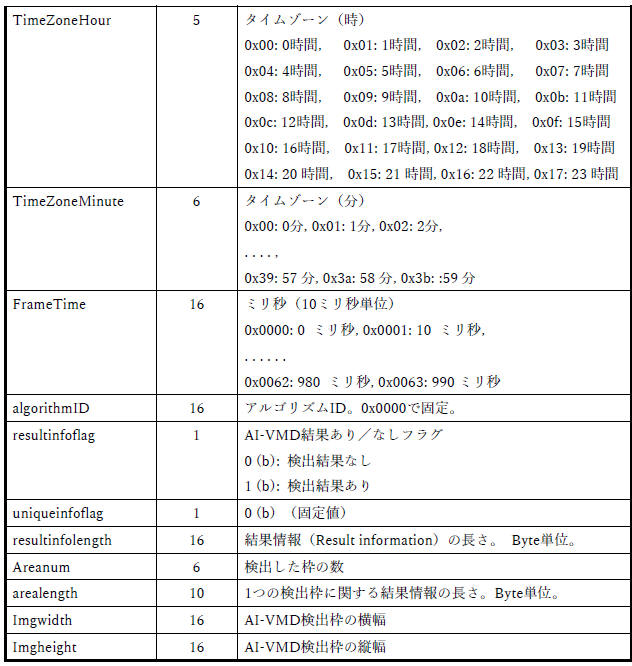 TimeZoneHour 5 タイムゾーン（時）
0x00: 0時間, 0x01: 1時間, 0x02: 2時間, 0x03: 3時間
0x04: 4時間, 0x05: 5時間, 0x06: 6時間, 0x07: 7時間
0x08: 8時間, 0x09: 9時間, 0x0a: 10時間, 0x0b: 11時間
0x0c: 12時間, 0x0d: 13時間, 0x0e: 14時間, 0x0f: 15時間
0x10: 16時間, 0x11: 17時間, 0x12: 18時間, 0x13: 19時間
0x14: 20 時間, 0x15: 21 時間, 0x16: 22 時間, 0x17: 23 時間
TimeZoneMinute 6 タイムゾーン（分）
0x00: 0分, 0x01: 1分, 0x02: 2分,
. . . . ,
0x39: 57 分, 0x3a: 58 分, 0x3b: :59 分
FrameTime 16 ミリ秒（10ミリ秒単位）
0x0000: 0 ミリ秒, 0x0001: 10 ミリ秒,
. . . . . .
0x0062: 980 ミリ秒, 0x0063: 990 ミリ秒
algorithmID 16 アルゴリズムID。0x0000で固定。
resultinfoflag 1 AI-VMD結果あり／なしフラグ
0 (b): 検出結果なし
1 (b): 検出結果あり
uniqueinfoflag 1 0 (b) （固定値）
resultinfolength 16 結果情報（Result information）の長さ。 Byte単位。
Areanum 6 検出した枠の数
arealength 10 1つの検出枠に関する結果情報の長さ。Byte単位。
Imgwidth 16 AI-VMD検出枠の横幅
Imgheight 16 AI-VMD検出枠の縦幅